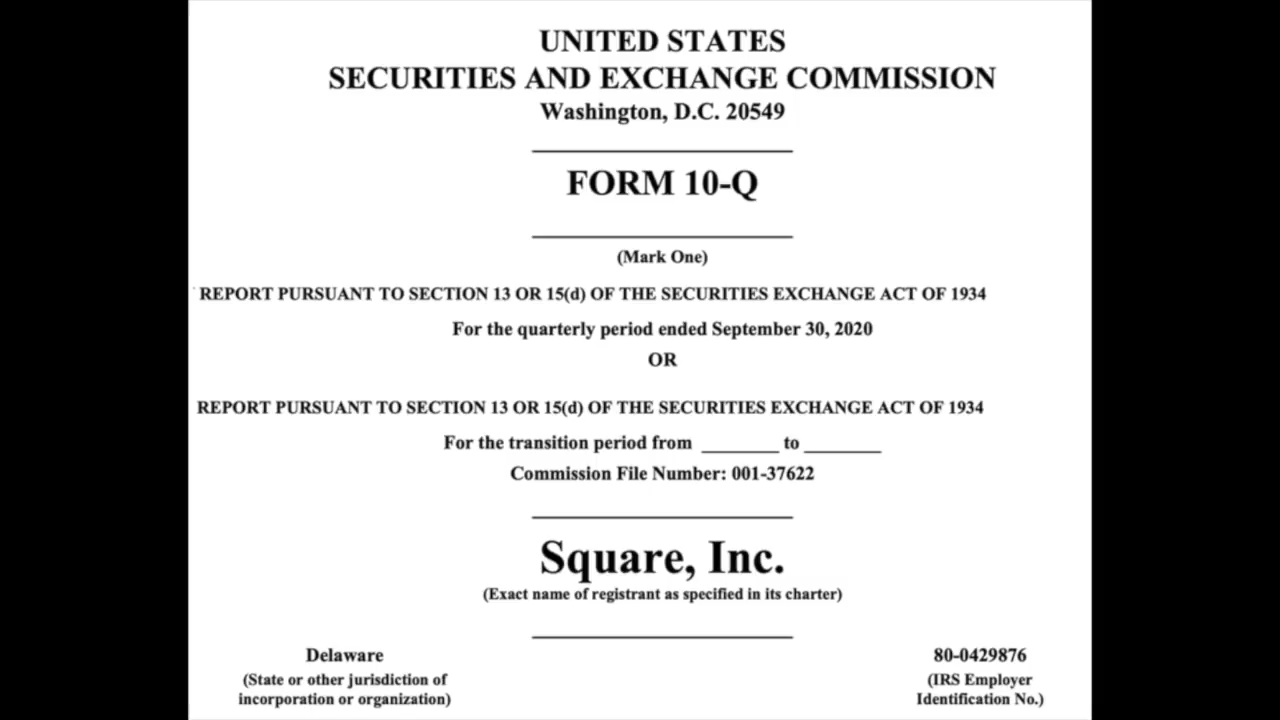 UNITED STATES
SECURITIES AND EXCHANGE COMMISSION
Washington, D.C. 20549
FORM 10-Q
(Mark One)
REPORT PURSUANT TO SECTION 13 OR 15(d) OF THE SECURITIES EXCHANGE ACT OF 1934
For the quarterly period ended September 30, 2020
OR
REPORT PURSUANT TO SECTION 13 OR 15(d) OF THE SECURITIES EXCHANGE ACT OF 1934
For the transition period from ________ to ________
Commission File Number: 001-37622
Square, Inc.
(Exact name of registrant as specified in its charter)
Delaware 80-0429876
(State or other jurisdiction of (IRS Employer
incorporation or organization) Identification No.)